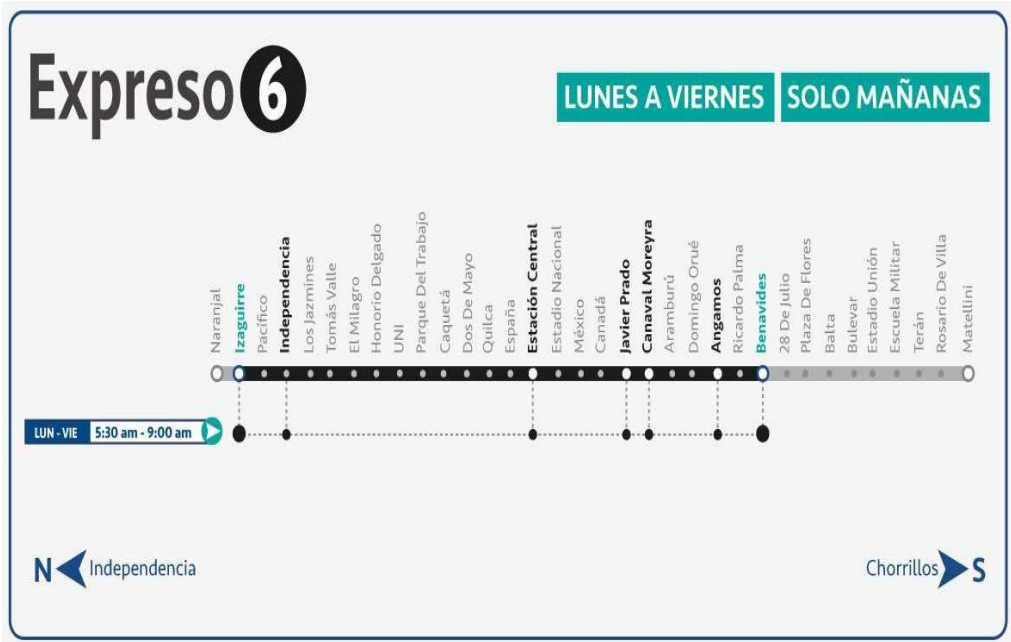 Expreso 6
LUNES A VIERNES
SOLO MAÑANAS
Naranjal
Izaguirre
Pacífico
Independencia
Los Jazmines
Tomás Valle
El Milagro
Honorio Delgado
UNI
Parque Del Trabajo
Caquetá
Dos De Mayo
Quilca
España
Estación Central
Estadio Nacional
México
Canadá
Javier Prado
Canaval Moreyra
Aramburú
Domingo Orué
Angamos
Ricardo Palma
Benavides
28 De Julio
Plaza De Flores
Balta
Bulevar
Estadio Unión
Escuela Militar
Terán
Rosario De Villa
Matellini
LUN - VIE 5:30 am - 9:00 am
N Independencia
Chorrillos S